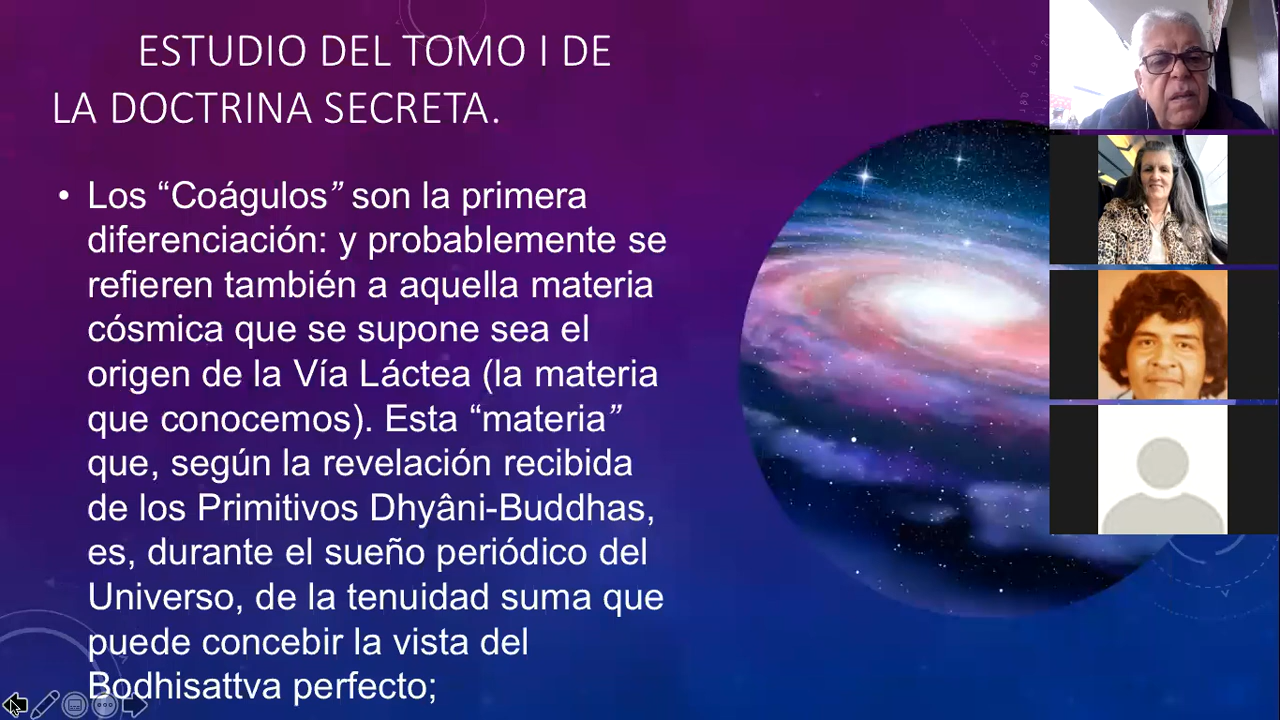 ESTUDIO DEL TOMO I DE
LA DOCTRINA SECRETA.
• Los “Coágulos” son la primera
diferenciación: y probablemente se
refieren también a aquella materia
cósmica que se supone sea el
origen de la Vía Láctea (la materia
que conocemos). Esta “materia”
que, según la revelación recibida
de los Primitivos Dhyâni-Buddhas,
es, durante el sueño periódico del
Universo, de la tenuidad suma que
puede concebir la vista del
Bodhisattva perfecto;